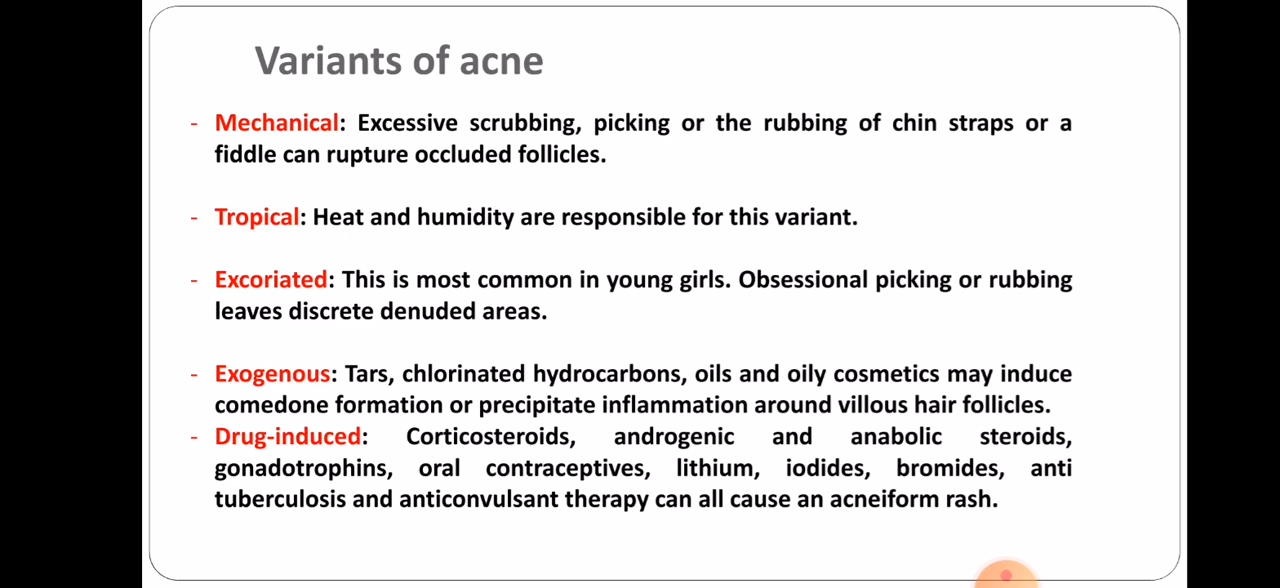 Variants of acne
- Mechanical: Excessive scrubbing, picking or the rubbing of chin straps or a
fiddle can rupture occluded follicles.
- Tropical: Heat and humidity are responsible for this variant.
- Excoriated: This is most common in young girls. Obsessional picking or rubbing
leaves discrete denuded areas.
- Exogenous: Tars, chlorinated hydrocarbons, oils and oily cosmetics may induce
comedone formation or precipitate inflammation around villous hair follicles.
- Drug-induced: Corticosteroids, androgenic and anabolic steroids,
gonadotrophins, oral contraceptives, lithium, iodides, bromides, anti
tuberculosis and anticonvulsant therapy can all cause an acneiform rash.